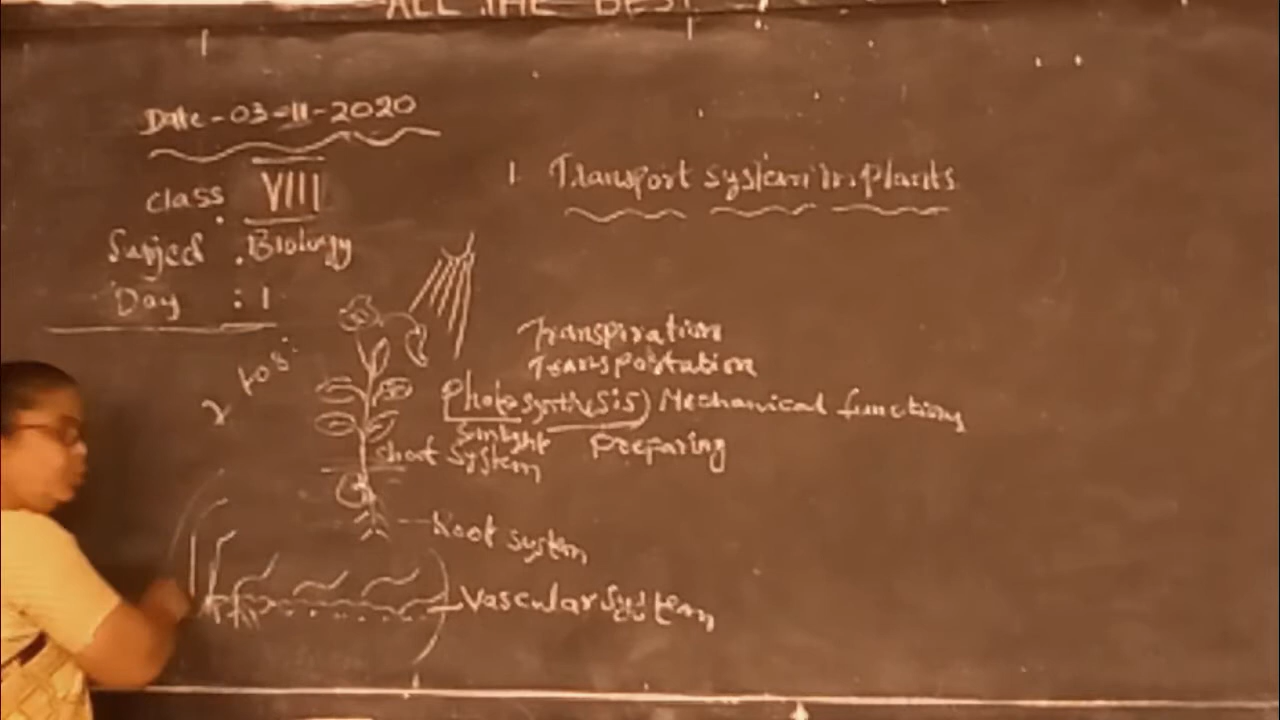 ALL THE BEST
Date - 03-11-2020
class VIII
Subject : Biology
Day : 1
1 Transport system in plants
Transpiration
Transportation
Photosynthesis) Mechanical functions
Sunlight preparing
shoot system
Root system
Vascular system